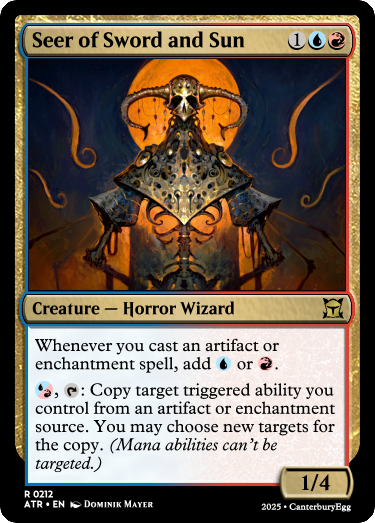 Seer of Sword and Sun 1
Creature — Horror Wizard
Whenever you cast an artifact or
enchantment spell, add or .
, : Copy target triggered ability you
control from an artifact or enchantment
source. You may choose new targets for
the copy. (Mana abilities can't be
targeted.)
1/4
R 0212
ATR • EN Dominik Mayer
2025 • CanterburyEgg